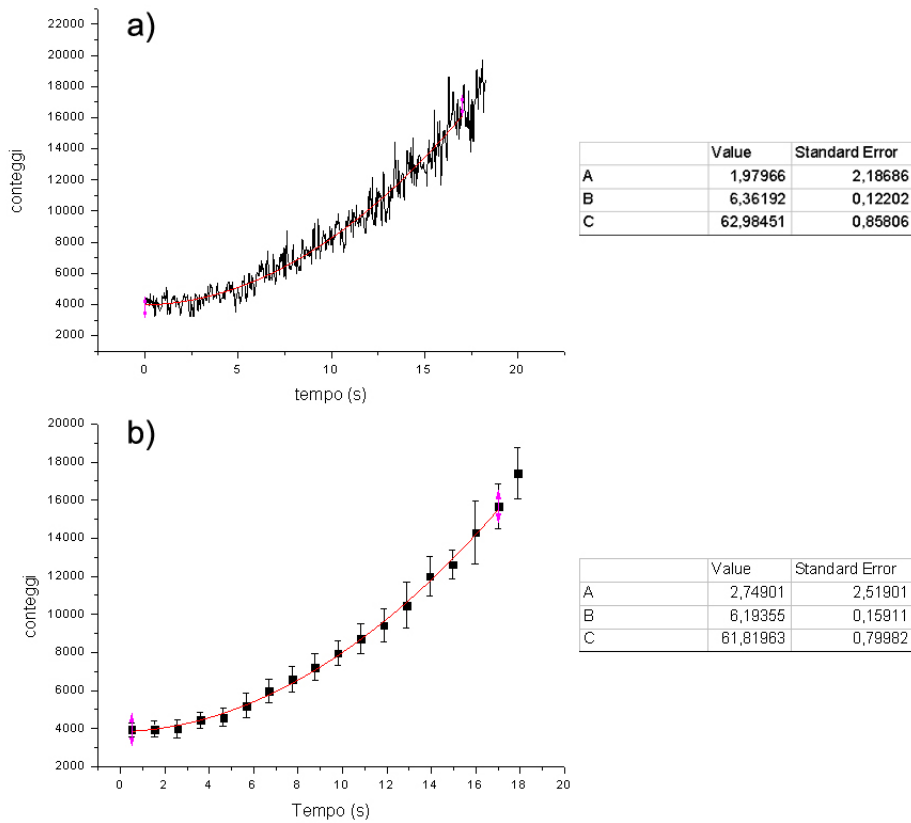 a)
22000
20000
18000
16000
14000
12000
10000
8000
6000
4000
2000
conteggi
0 5 10 15 20
tempo (s)
Value Standard Error
A 1,97966 2,18686
B 6,36192 0,12202
C 62,98451 0,85806
b)
20000
18000
16000
14000
12000
10000
8000
6000
4000
2000
conteggi
0 2 4 6 8 10 12 14 16 18 20
Tempo (s)
Value Standard Error
A 2,74901 2,51901
B 6,19355 0,15911
C 61,81963 0,79982